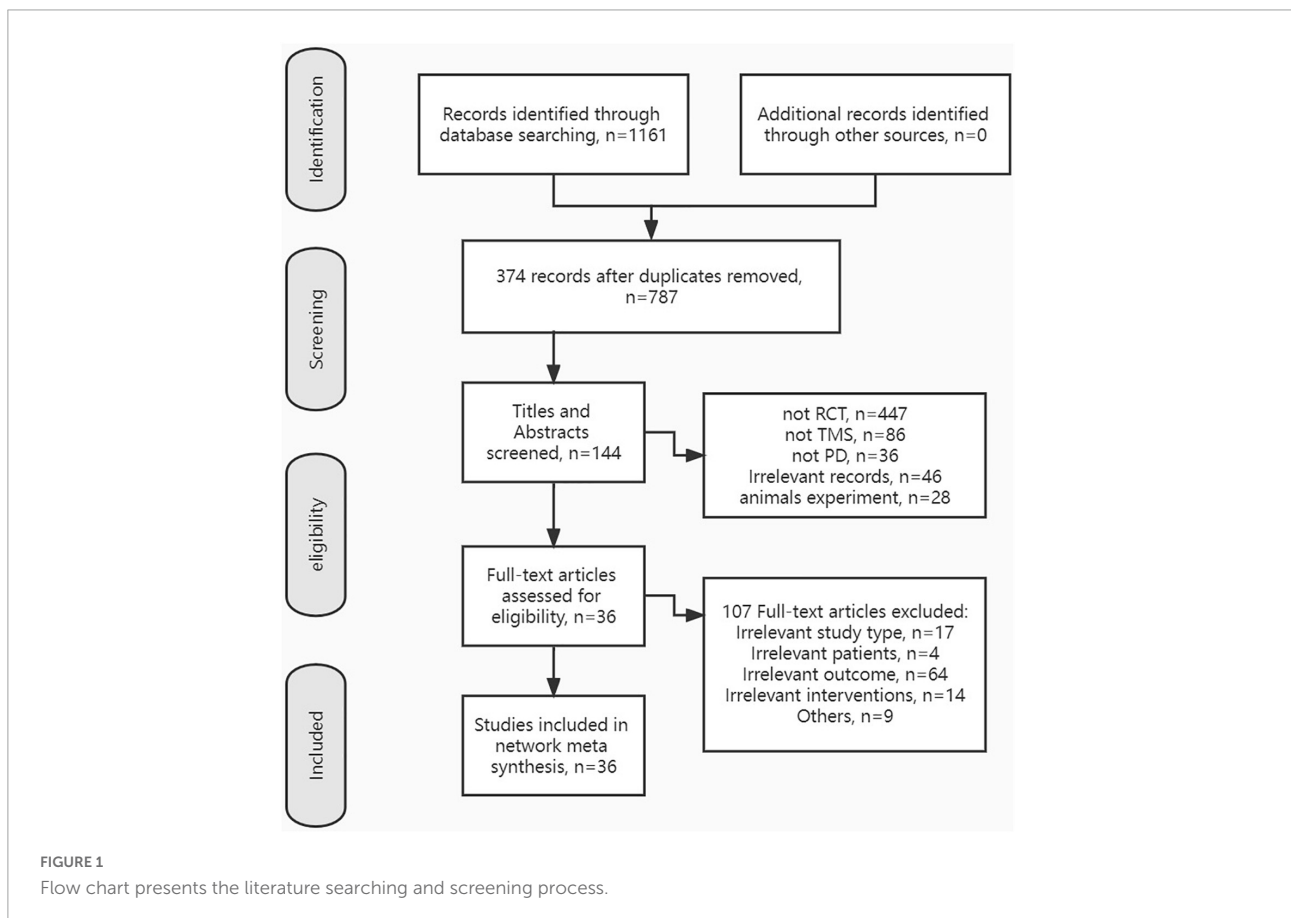 Identification
Records identified through
database searching, n=1161
Additional records identified
through other sources, n=0
Screening
374 records after duplicates removed,
n=787
Titles and
Abstracts
screened, n=144
not RCT, n=447
not TMS, n=86
not PD, n=36
Irrelevant records, n=46
animals experiment, n=28
eligibility
Full-text articles
assessed for
eligibility, n=36
107 Full-text articles excluded:
Irrelevant study type, n=17
Irrelevant patients, n=4
Irrelevant outcome, n=64
Irrelevant interventions, n=14
Others, n=9
Included
Studies included in
network meta
synthesis, n=36
FIGURE 1
Flow chart presents the literature searching and screening process.